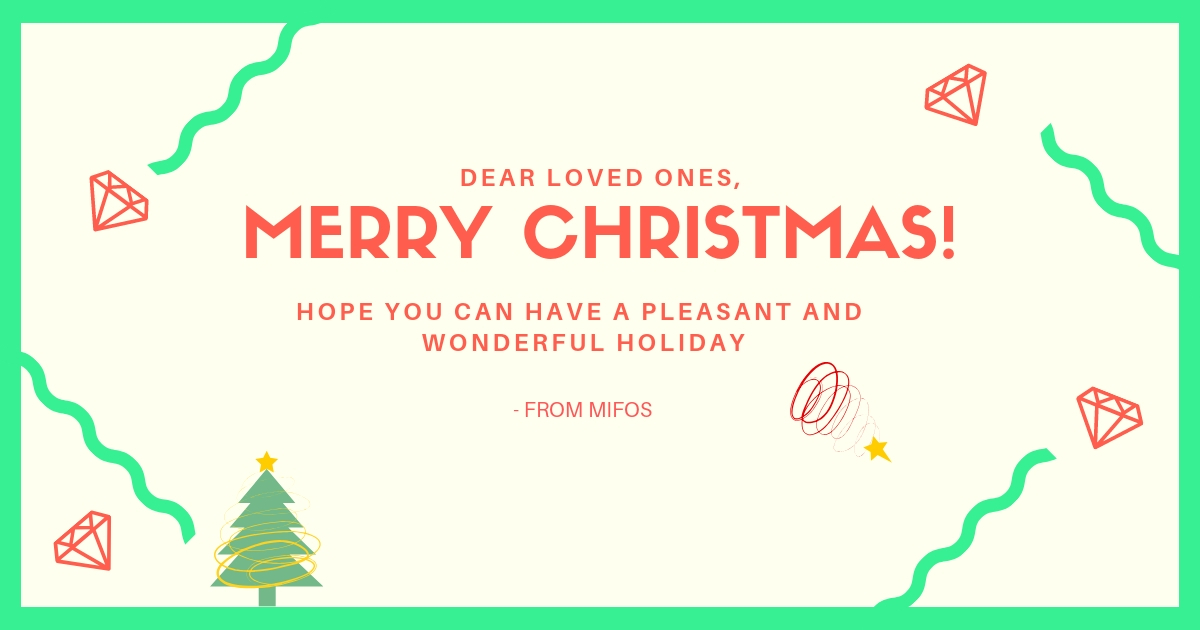 DEAR LOVED ONES,
MERRY CHRISTMAS!
HOPE YOU CAN HAVE A PLEASANT AND
WONDERFUL HOLIDAY
- FROM MIFOS